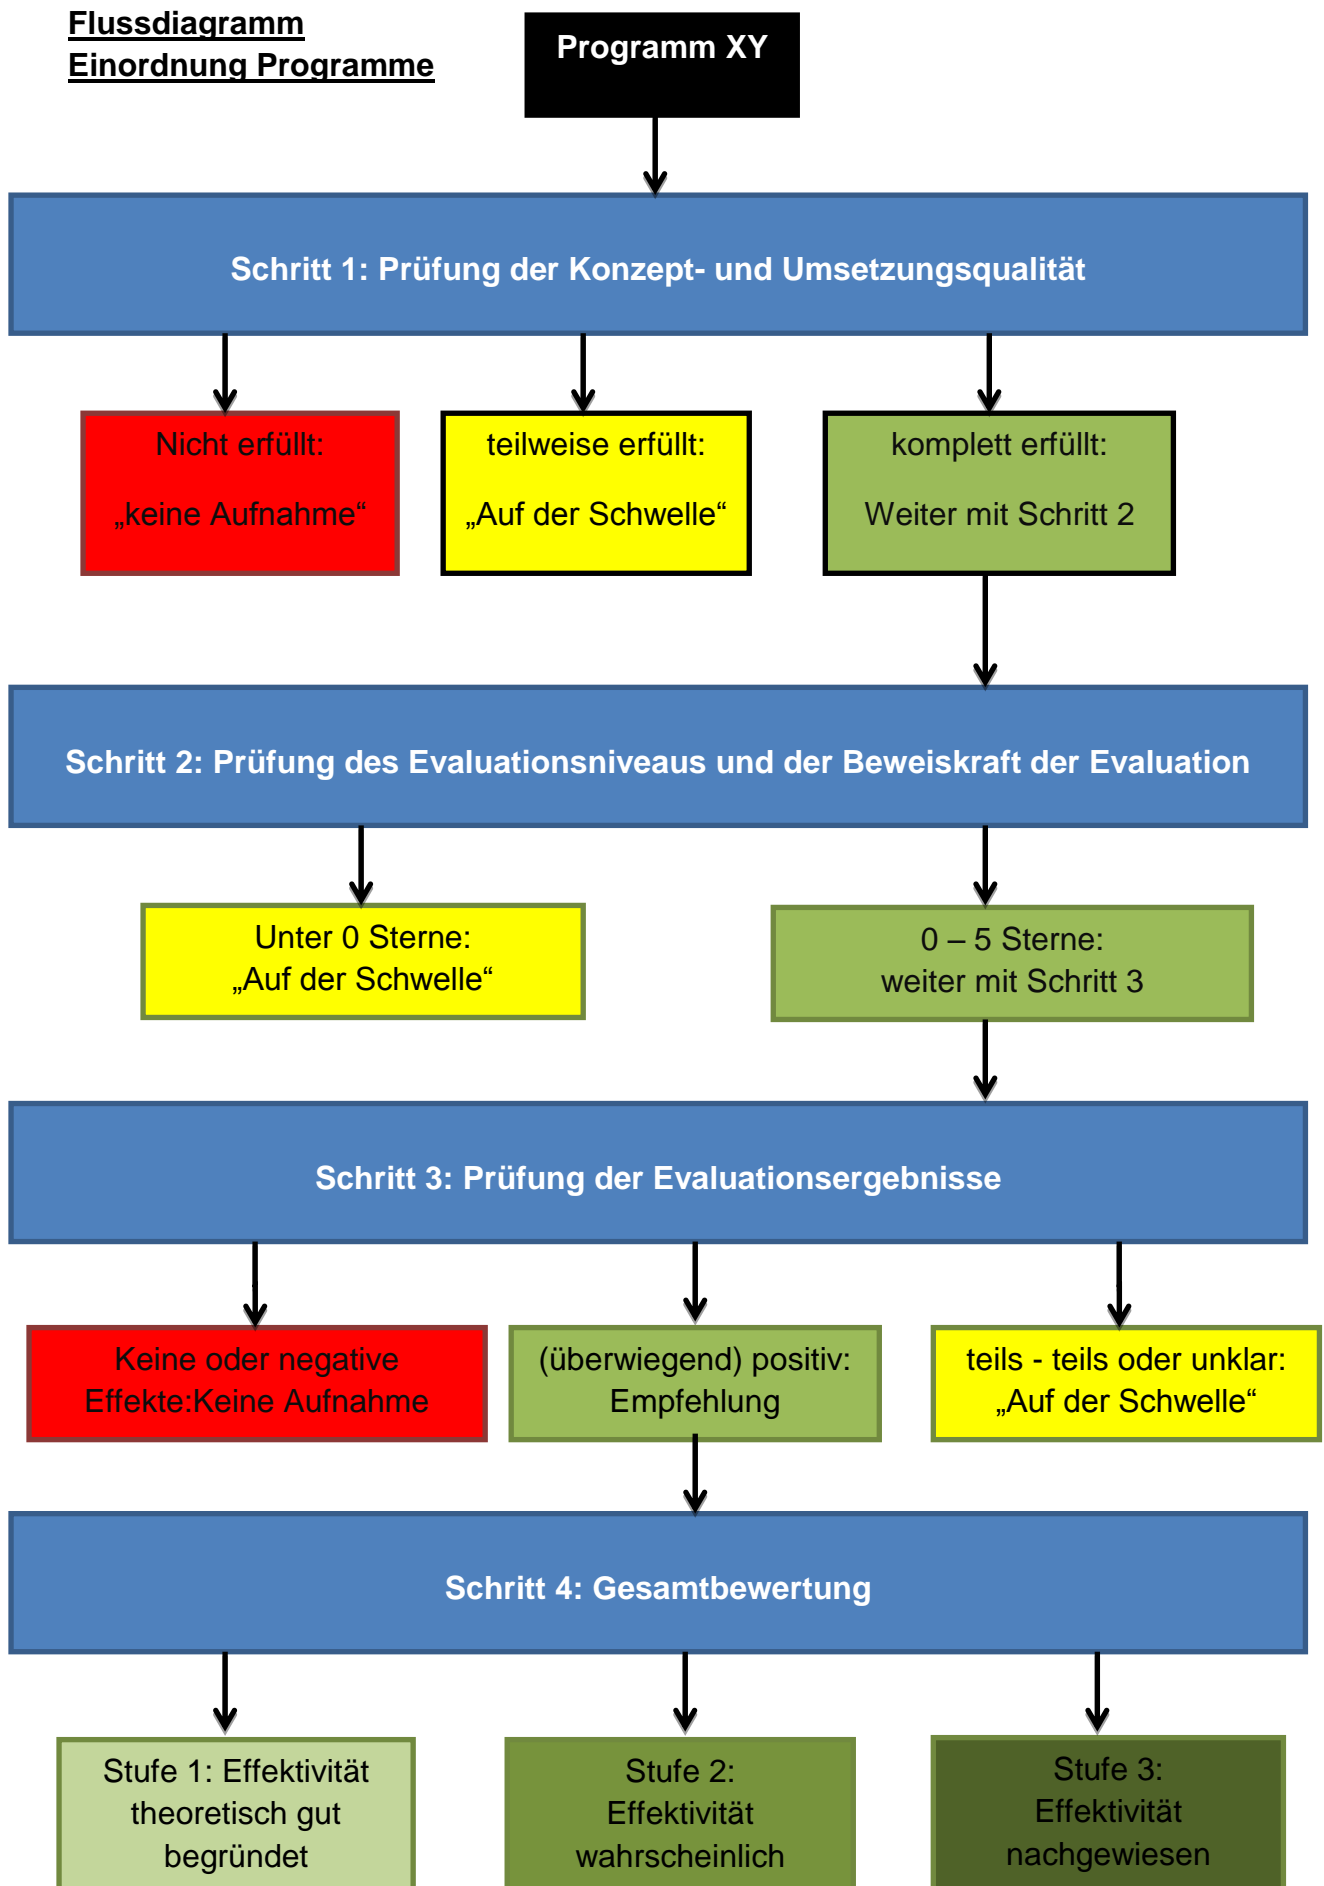 Flussdiagramm
Einordnung Programme
Programm XY
Schritt 1: Prüfung der Konzept- und Umsetzungsqualität
Nicht erfüllt:
„keine Aufnahme“
teilweise erfüllt:
„Auf der Schwelle“
komplett erfüllt:
Weiter mit Schritt 2
Schritt 2: Prüfung des Evaluationsniveaus und der Beweiskraft der Evaluation
Unter 0 Sterne:
„Auf der Schwelle“
0 – 5 Sterne:
weiter mit Schritt 3
Schritt 3: Prüfung der Evaluationsergebnisse
Keine oder negative
Effekte:Keine Aufnahme
(überwiegend) positiv:
Empfehlung
teils - teils oder unklar:
„Auf der Schwelle“
Schritt 4: Gesamtbewertung
Stufe 1: Effektivität
theoretisch gut
begründet
Stufe 2:
Effektivität
wahrscheinlich
Stufe 3:
Effektivität
nachgewiesen